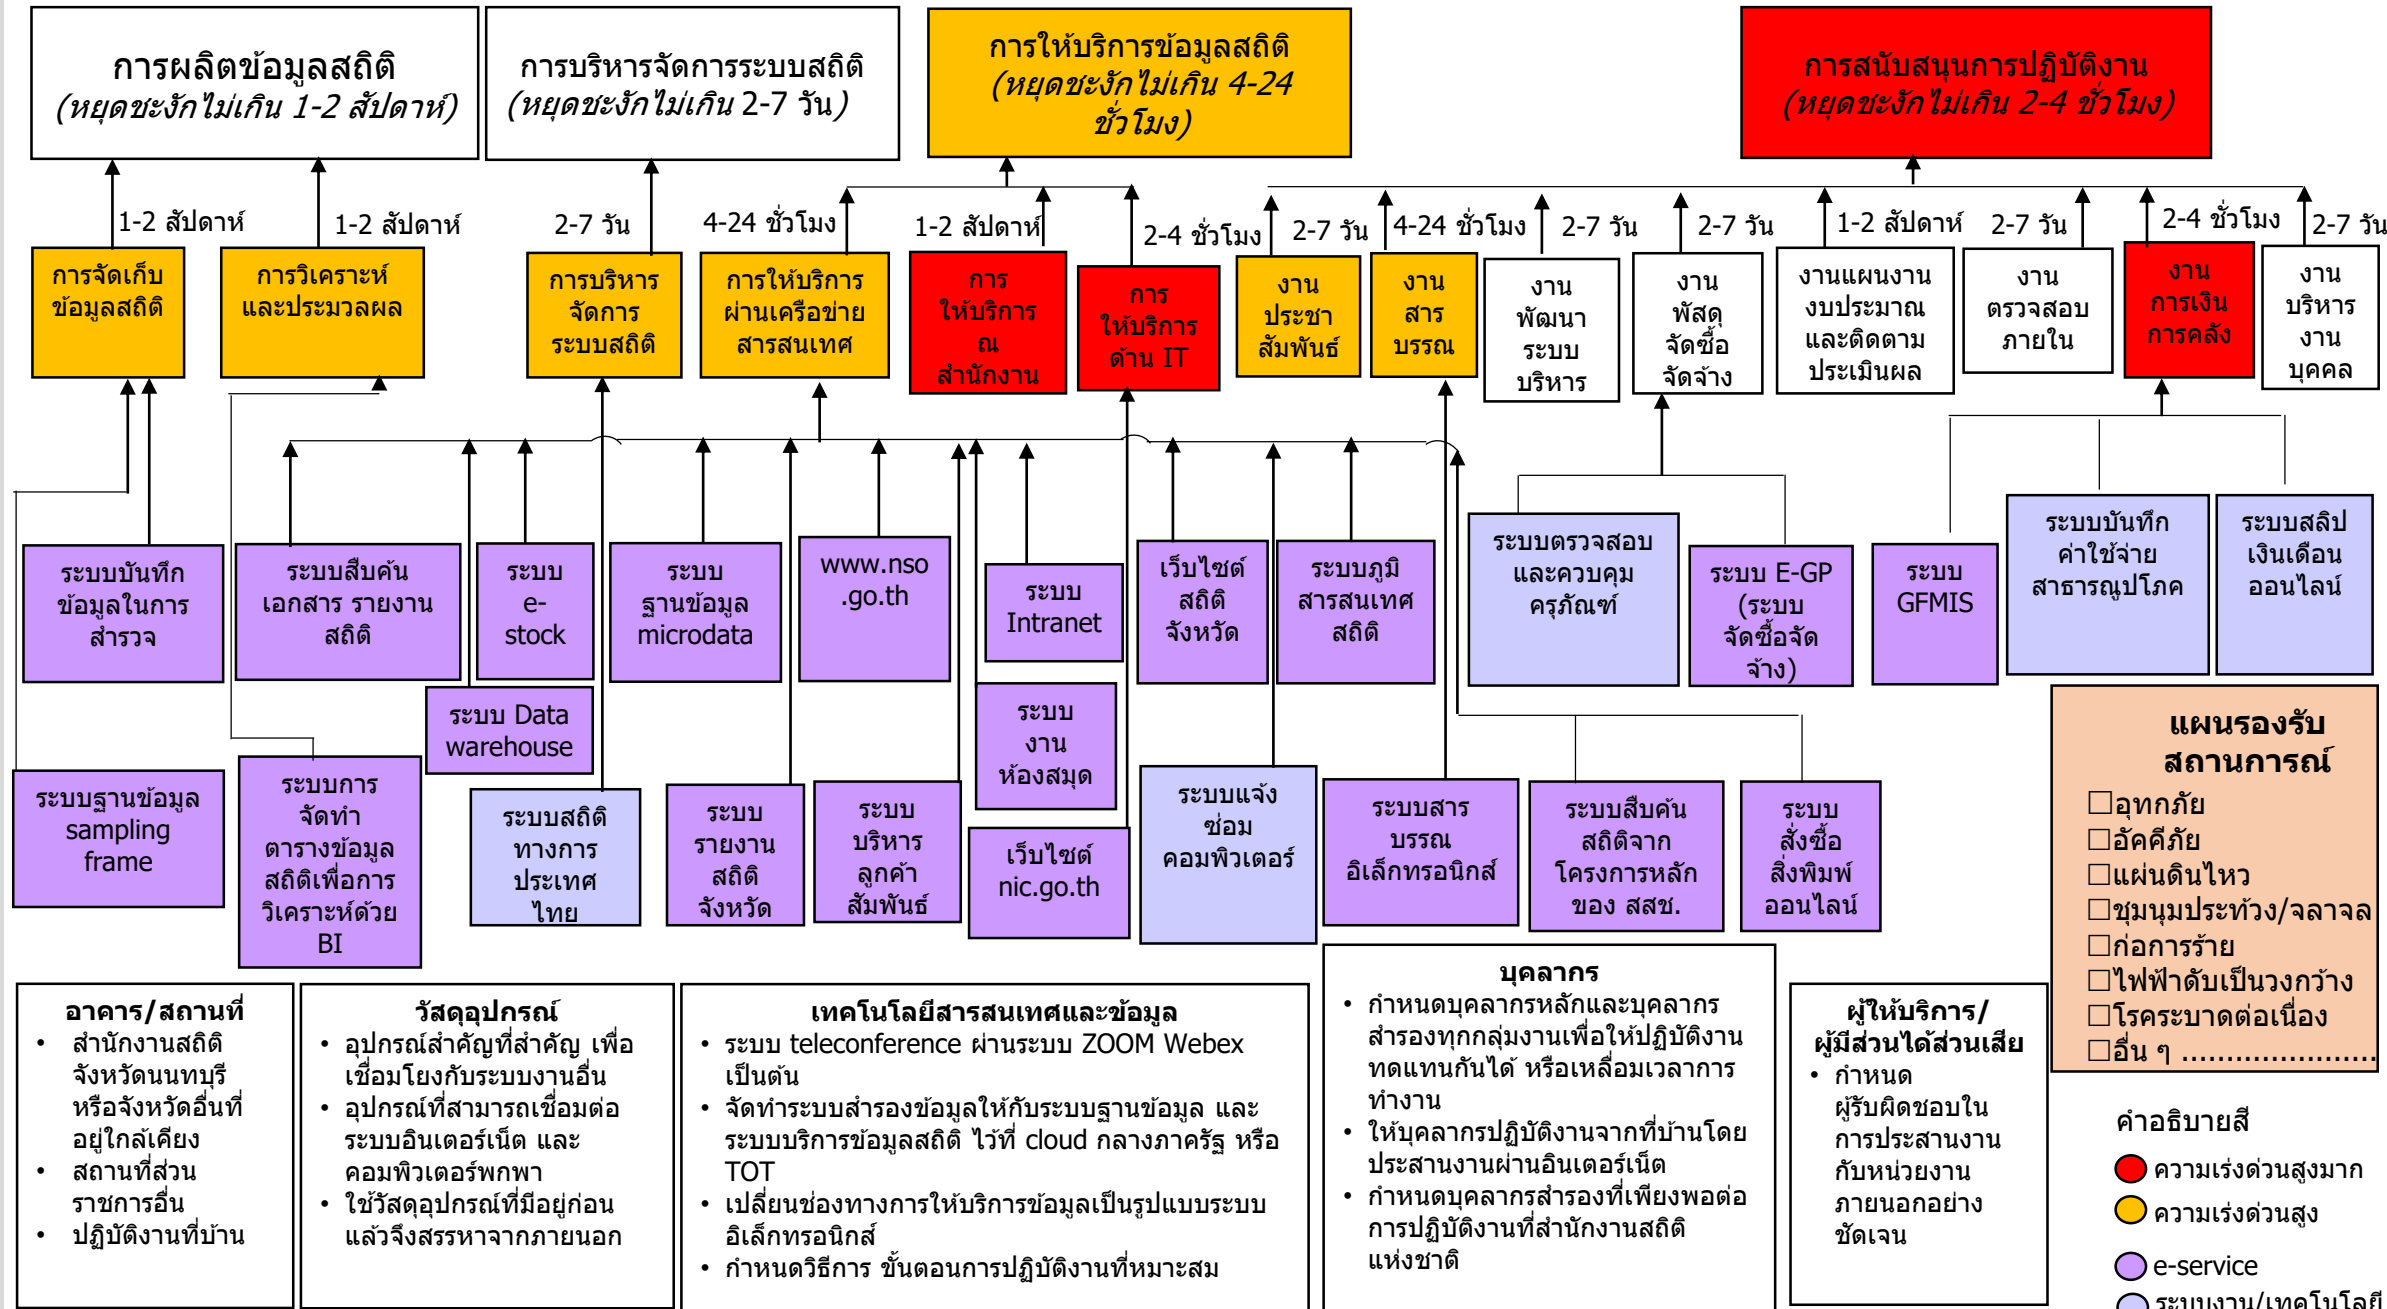 การผลิตข้อมูลสถิติ
(หยุดชะงักไม่เกิน 1-2 สัปดาห์)
การบริหารจัดการระบบสถิติ
(หยุดชะงักไม่เกิน 2-7 วัน)
การให้บริการข้อมูลสถิติ
(หยุดชะงักไม่เกิน 4-24
ชั่วโมง)
การสนับสนุนการปฏิบัติงาน
(หยุดชะงักไม่เกิน 2-4 ชั่วโมง)
1-2 สัปดาห์
1-2 สัปดาห์
2-7 วัน
4-24 ชั่วโมง
1-2 สัปดาห์
2-4 ชั่วโมง
2-7 วัน
4-24 ชั่วโมง
2-7 วัน
2-7 วัน
1-2 สัปดาห์
2-7 วัน
2-4 ชั่วโมง
2-7 วัน
การจัดเก็บ
ข้อมูลสถิติ
การวิเคราะห์
และประมวลผล
การบริหาร
จัดการ
ระบบสถิติ
การให้บริการ
ผ่านเครือข่าย
สารสนเทศ
การ
ให้บริการ
ณ
สำนักงาน
การ
ให้บริการ
ด้าน IT
งาน
ประชา
สัมพันธ์
งาน
สาร
บรรณ
งาน
พัฒนา
ระบบ
บริหาร
งาน
พัสดุ
จัดซื้อ
จัดจ้าง
งานแผนงาน
งบประมาณ
และติดตาม
ประเมินผล
งาน
ตรวจสอบ
ภายใน
งาน
การเงิน
การคลัง
งาน
บริหาร
งาน
บุคคล
ระบบบันทึก
ข้อมูลในการ
สำรวจ
ระบบสืบค้น
เอกสาร รายงาน
สถิติ
ระบบ
e-
stock
ระบบ
ฐานข้อมูล
microdata
www.nso
.go.th
ระบบ
Intranet
เว็บไซต์
สถิติ
จังหวัด
ระบบภูมิ
สารสนเทศ
สถิติ
ระบบตรวจสอบ
และควบคุม
ครุภัณฑ์
ระบบ E-GP
(ระบบ
จัดซื้อจัด
จ้าง)
ระบบ
GFMIS
ระบบบันทึก
ค่าใช้จ่าย
สาธารณูปโภค
ระบบสลิป
เงินเดือน
ออนไลน์
ระบบ Data
warehouse
ระบบ
งาน
ห้องสมุด
ระบบฐานข้อมูล
sampling
frame
ระบบการ
จัดทำ
ตารางข้อมูล
สถิติเพื่อการ
วิเคราะห์ด้วย
BI
ระบบสถิติ
ทางการ
ประเทศ
ไทย
ระบบ
รายงาน
สถิติ
จังหวัด
ระบบ
บริหาร
ลูกค้า
สัมพันธ์
เว็บไซต์
nic.go.th
ระบบแจ้ง
ซ่อม
คอมพิวเตอร์
ระบบสาร
บรรณ
อิเล็กทรอนิกส์
ระบบสืบค้น
สถิติจาก
โครงการหลัก
ของ สสช.
ระบบ
สั่งซื้อ
สิ่งพิมพ์
ออนไลน์
แผนรองรับ
สถานการณ์
☐อุทกภัย
☐อัคคีภัย
☐แผ่นดินไหว
☐ชุมนุมประท้วง/จลาจล
☐ก่อการร้าย
☐ไฟฟ้าดับเป็นวงกว้าง
☐โรคระบาดต่อเนื่อง
☐อื่น ๆ ......................
อาคาร/สถานที่
• สำนักงานสถิติ
จังหวัดนนทบุรี
หรือจังหวัดอื่นที่
อยู่ใกล้เคียง
• สถานที่ส่วน
ราชการอื่น
• ปฏิบัติงานที่บ้าน
วัสดุอุปกรณ์
• อุปกรณ์สำคัญที่สำคัญ เพื่อ
เชื่อมโยงกับระบบงานอื่น
• อุปกรณ์ที่สามารถเชื่อมต่อ
ระบบอินเตอร์เน็ต และ
คอมพิวเตอร์พกพา
• ใช้วัสดุอุปกรณ์ที่มีอยู่ก่อน
แล้วจึงสรรหาจากภายนอก
เทคโนโลยีสารสนเทศและข้อมูล
• ระบบ teleconference ผ่านระบบ ZOOM Webex
เป็นต้น
• จัดทำระบบสำรองข้อมูลให้กับระบบฐานข้อมูล และ
ระบบบริการข้อมูลสถิติ ไว้ที่ cloud กลางภาครัฐ หรือ
TOT
• เปลี่ยนช่องทางการให้บริการข้อมูลเป็นรูปแบบระบบ
อิเล็กทรอนิกส์
• กำหนดวิธีการ ขั้นตอนการปฏิบัติงานที่หมาะสม
บุคลากร
• กำหนดบุคลากรหลักและบุคลากร
สำรองทุกกลุ่มงานเพื่อให้ปฏิบัติงาน
ทดแทนกันได้ หรือเหลื่อมเวลาการ
ทำงาน
• ให้บุคลากรปฏิบัติงานจากที่บ้านโดย
ประสานงานผ่านอินเตอร์เน็ต
• กำหนดบุคลากรสำรองที่เพียงพอต่อ
การปฏิบัติงานที่สำนักงานสถิติ
แห่งชาติ
ผู้ให้บริการ/
ผู้มีส่วนได้ส่วนเสีย
• กำหนด
ผู้รับผิดชอบใน
การประสานงาน
กับหน่วยงาน
ภายนอกอย่าง
ชัดเจน
คำอธิบายสี
ความเร่งด่วนสูงมาก
ความเร่งด่วนสูง
e-service
ระบบงาน/เทคโนโลยี